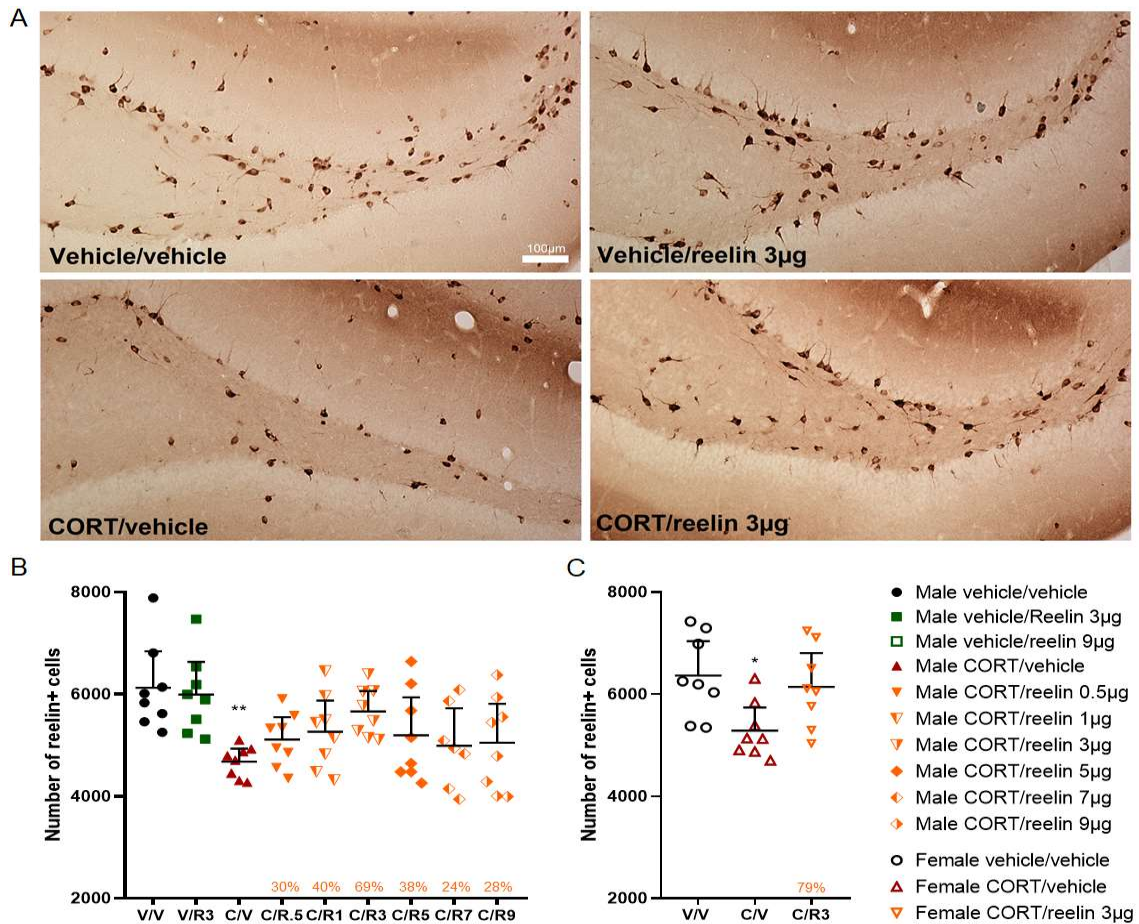 A
Vehicle/vehicle
100µm
Vehicle/reelin 3µg
CORT/vehicle
CORT/reelin 3µg
B
Number of reelin+ cells
8000
6000
4000
2000
**
30% 40% 69% 38% 24% 28%
V/V V/R3 C/V C/R.5 C/R1 C/R3 C/R5 C/R7 C/R9
C
Number of reelin+ cells
8000
6000
4000
2000
*
79%
V/V C/V C/R3
Male vehicle/vehicle
Male vehicle/Reelin 3µg
Male vehicle/reelin 9µg
Male CORT/vehicle
Male CORT/reelin 0.5µg
Male CORT/reelin 1µg
Male CORT/reelin 3µg
Male CORT/reelin 5µg
Male CORT/reelin 7µg
Male CORT/reelin 9µg
Female vehicle/vehicle
Female CORT/vehicle
Female CORT/reelin 3µg